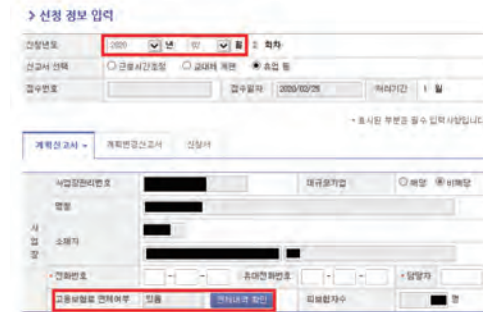 > 신청 정보 입력
신청년도 2020 년 02 월 2 회차
신고서 선택 근로시간조정 교대제 개편 휴업 등
접수번호 접수일자 2020/02/25 처리기간 1 일
* 표시된 부분은 필수 입력사항입니다
계획신고서 계획변경신고서 신청서
사업장관리번호 대규모기업 해당 비해당
명칭
사업장
소재지
* 전화번호 - - 휴대전화번호 - - * 담당자
고용보험료 연체여부 있음 연체내역 확인 피보험자수 명